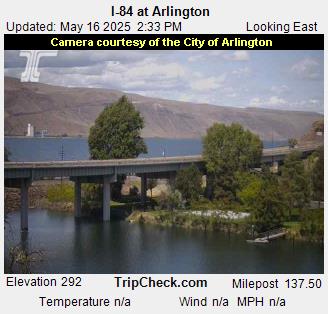 I-84 at Arlington
Updated: May 16 2025 2:33 PM Looking East
Camera courtesy of the City of Arlington
Elevation 292 TripCheck.com Milepost 137.50
Temperature n/a Wind n/a MPH n/a